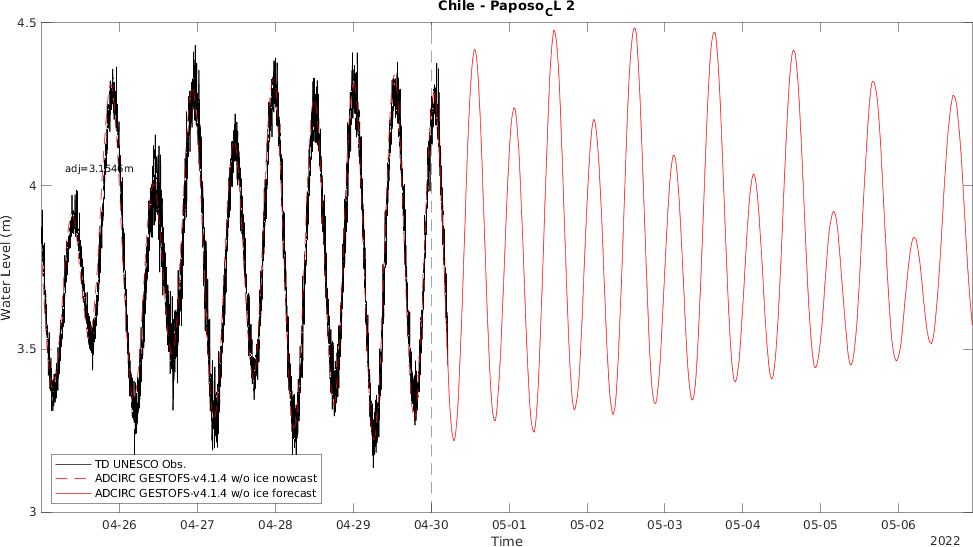 Chile - Paposo_CL 2
4.5
4
3.5
3
Water Level (m)
adj=3.1546m
TD UNESCO Obs.
ADCIRC GESTOFS-v4.1.4 w/o ice nowcast
ADCIRC GESTOFS-v4.1.4 w/o ice forecast
04-26 04-27 04-28 04-29 04-30 05-01 05-02 05-03 05-04 05-05 05-06
Time
2022